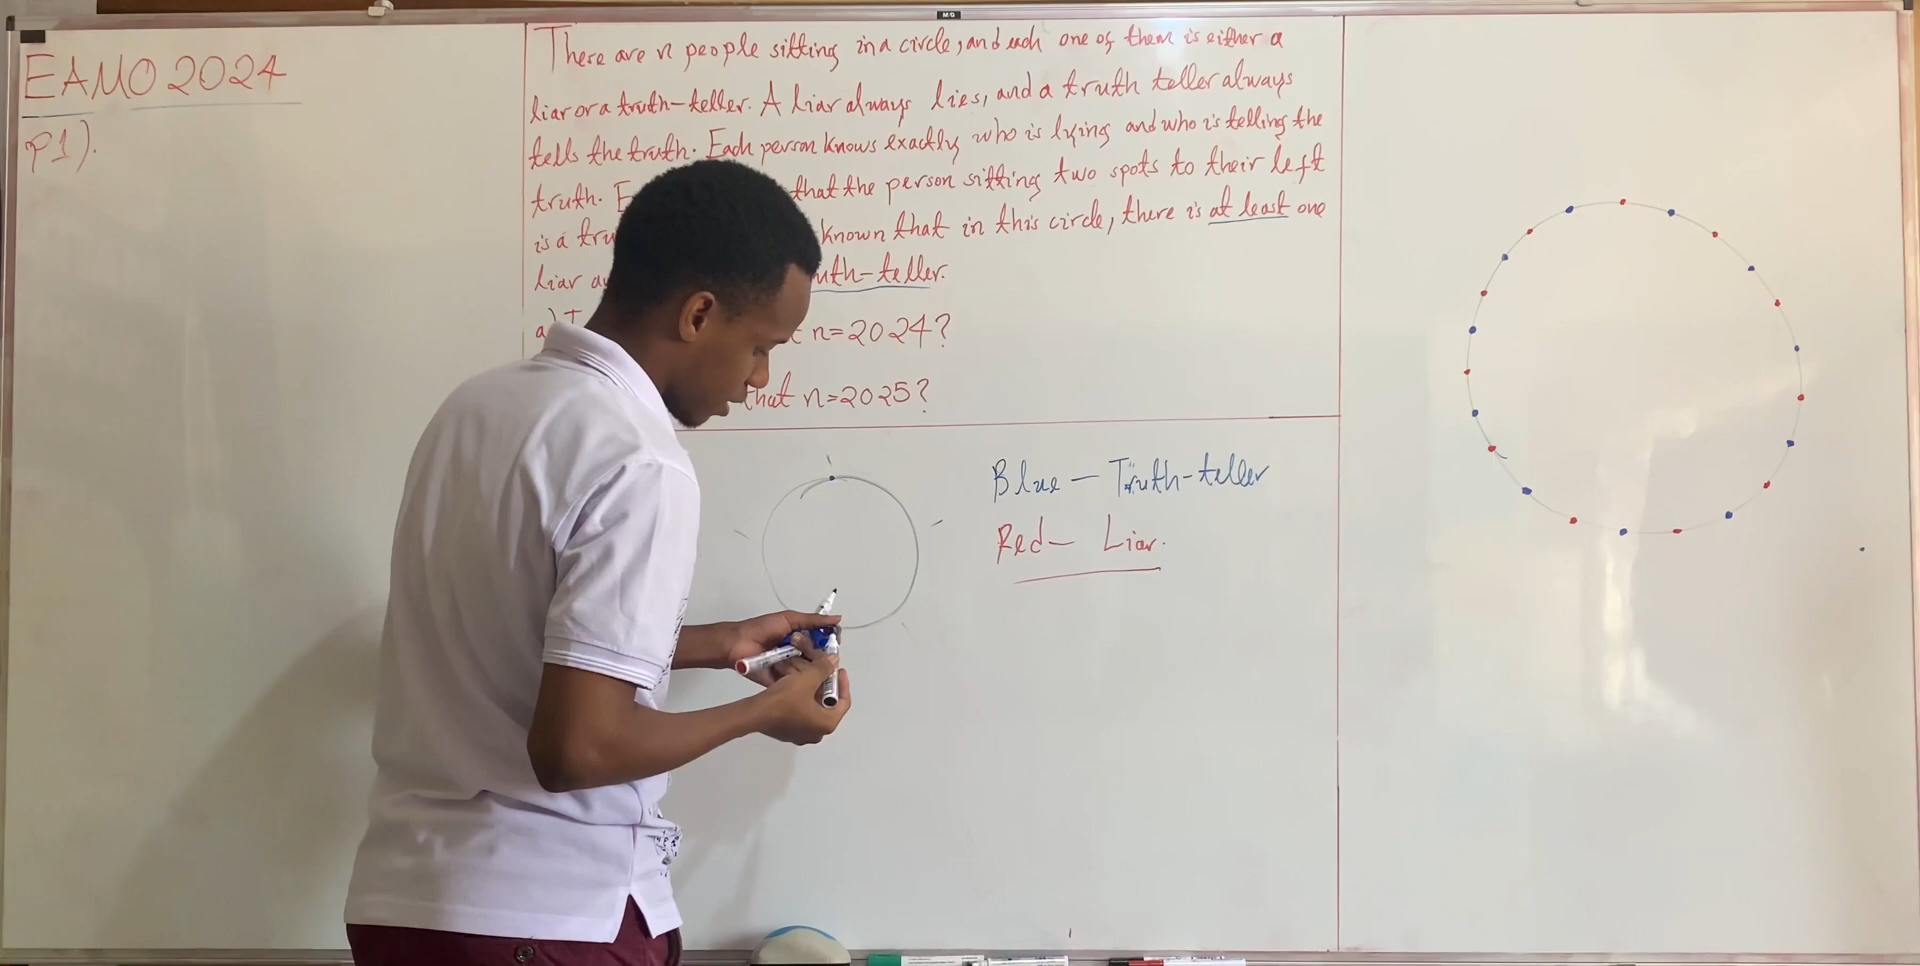 EAMO 2024
P1).
There are n people sitting in a circle, and each one of them is either a
liar or a truth-teller. A liar always lies, and a truth teller always
tells the truth. Each person knows exactly who is lying and who is telling the
truth. that the person sitting two spots to their left
is a known that in this circle, there is at least one
liar teller.
a) n=2024?
that n=2025?
Blue – Truth-teller
Red – Liar.